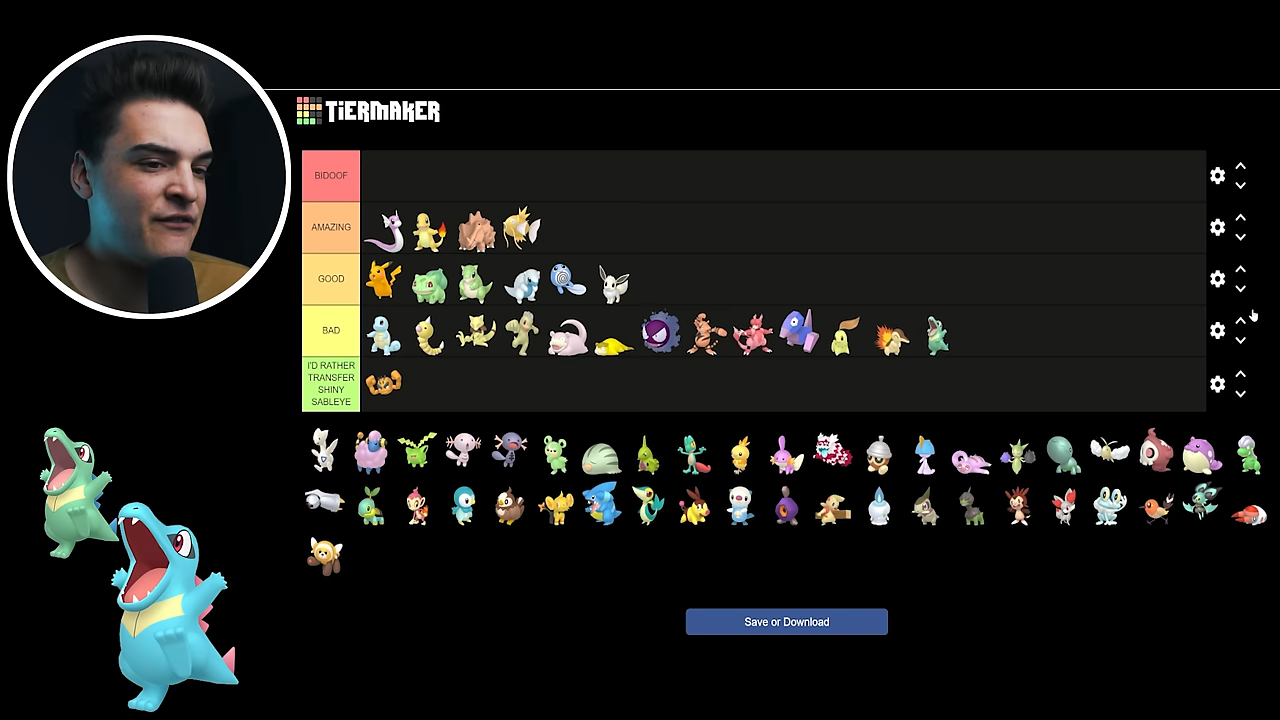 TiERMAKER
BIDOOF
AMAZING
GOOD
BAD
I'D RATHER
TRANSFER
SHINY
SABLEYE
Save or Download